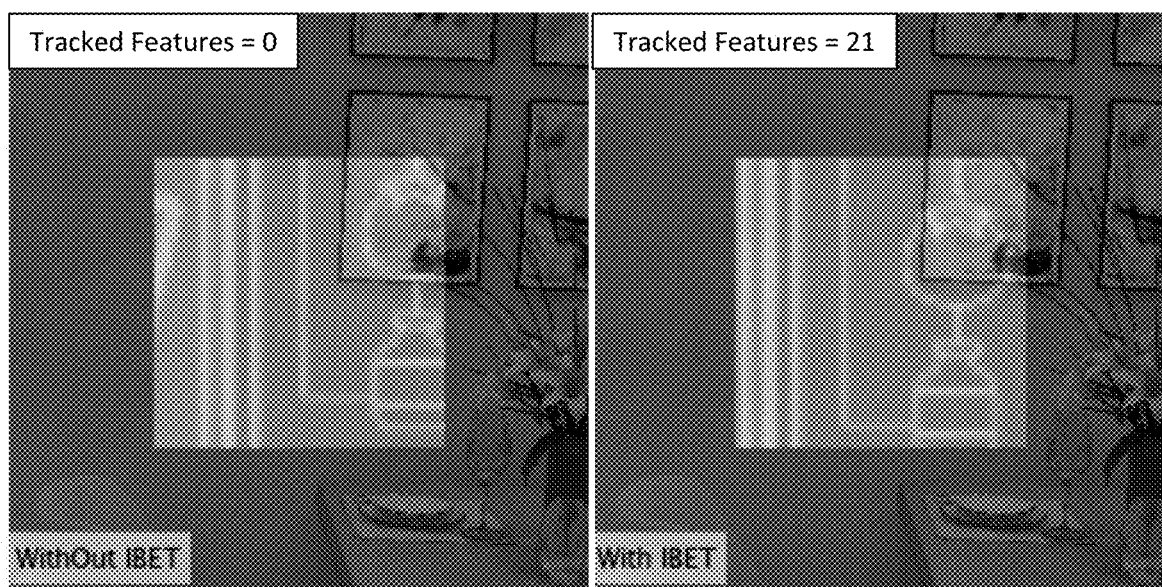 Tracked Features = 0
Tracked Features = 21
WithOut IBET
With IBET